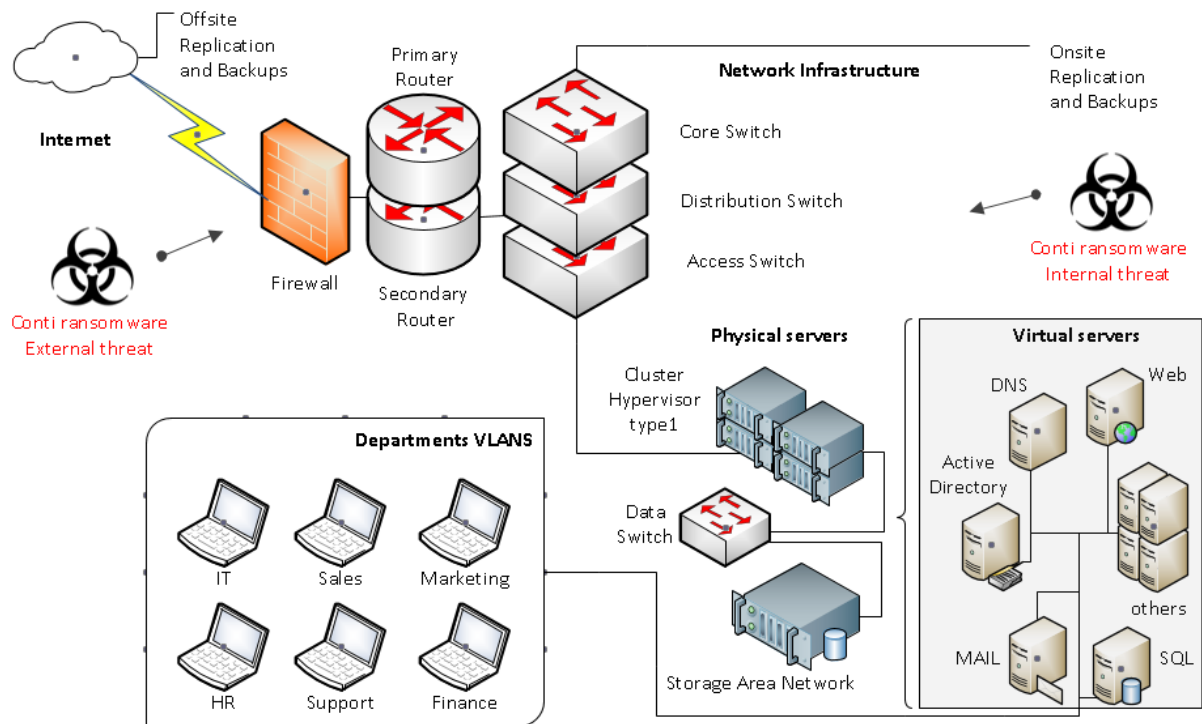 Offsite
Replication
and Backups
Internet
Primary
Router
Network Infrastructure
Onsite
Replication
and Backups
Core Switch
Distribution Switch
Access Switch
Firewall
Secondary
Router
Conti ransomware
External threat
Conti ransomware
Internal threat
Physical servers
Cluster
Hypervisor
type1
Data
Switch
Storage Area Network
Virtual servers
DNS
Web
Active
Directory
others
MAIL
SQL
Departments VLANS
IT
Sales
Marketing
HR
Support
Finance